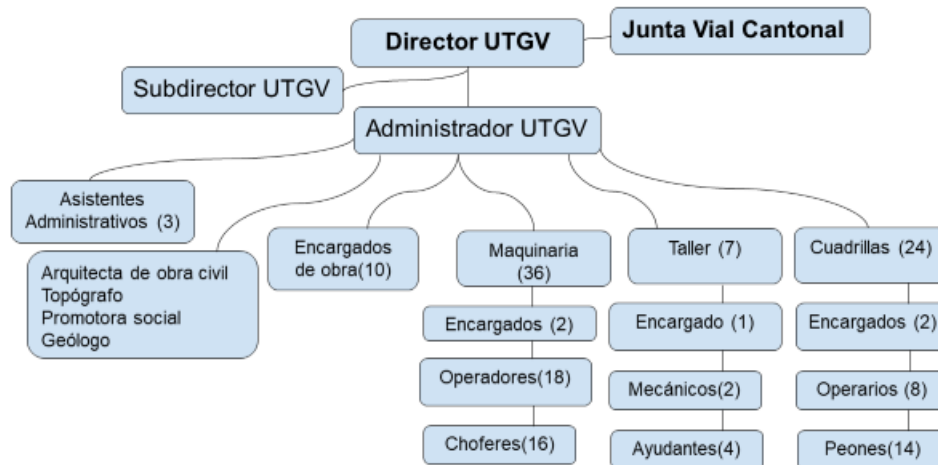 Director UTGV
Junta Vial Cantonal
Subdirector UTGV
Administrador UTGV
Asistentes
Administrativos (3)
Arquitecta de obra civil
Topógrafo
Promotora social
Geólogo
Encargados
de obra(10)
Maquinaria
(36)
Encargados (2)
Operadores(18)
Choferes(16)
Taller (7)
Encargado (1)
Mecánicos(2)
Ayudantes(4)
Cuadrillas (24)
Encargados (2)
Operarios (8)
Peones(14)